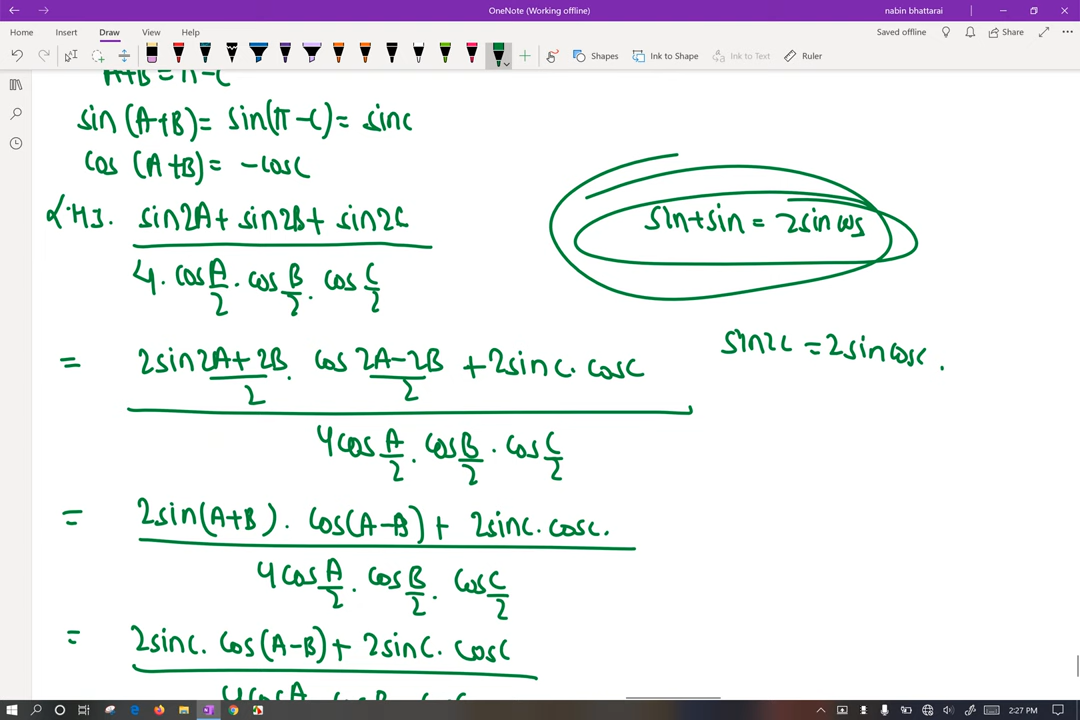 OneNote (Working offline)
nabin bhattarai
Home Insert Draw View Help
Saved offline
Share
Shapes
Ink to Shape
Ink to Text
Ruler
A+B = π-C
sin (A+B) = sin(π-C) = sinc
cos (A+B) = -cosC
L.H.S. sin2A + sin2B + sin2C
4. cos A/2 . cos B/2 . cos C/2
sin+sin = 2sin cos
= 2sin 2A+2B/2 . cos 2A-2B/2 + 2sinc. cosc
4cos A/2 . cos B/2 . cos C/2
sin2c = 2sinc cosc .
= 2sin(A+B) . cos(A-B) + 2sinc. cosc.
4cos A/2 . cos B/2 . cos C/2
= 2sinc. cos(A-B) + 2sinc. cosc
2:27 PM